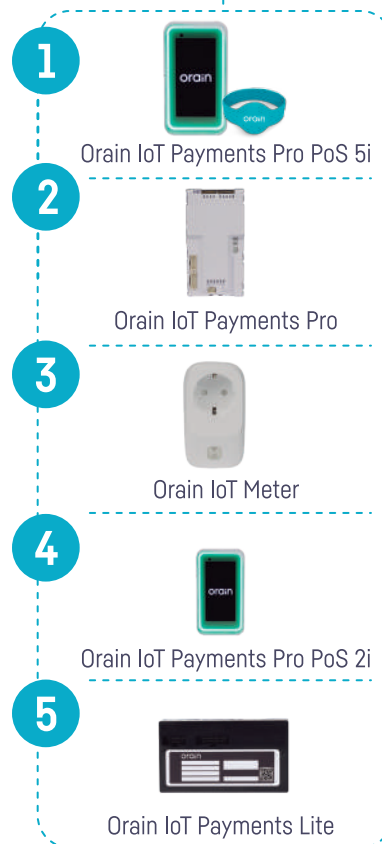 1
orain
orain
Orain IoT Payments Pro PoS 5i
2
Orain IoT Payments Pro
3
Orain IoT Meter
4
orain
Orain IoT Payments Pro PoS 2i
5
orain
Orain IoT Payments Lite